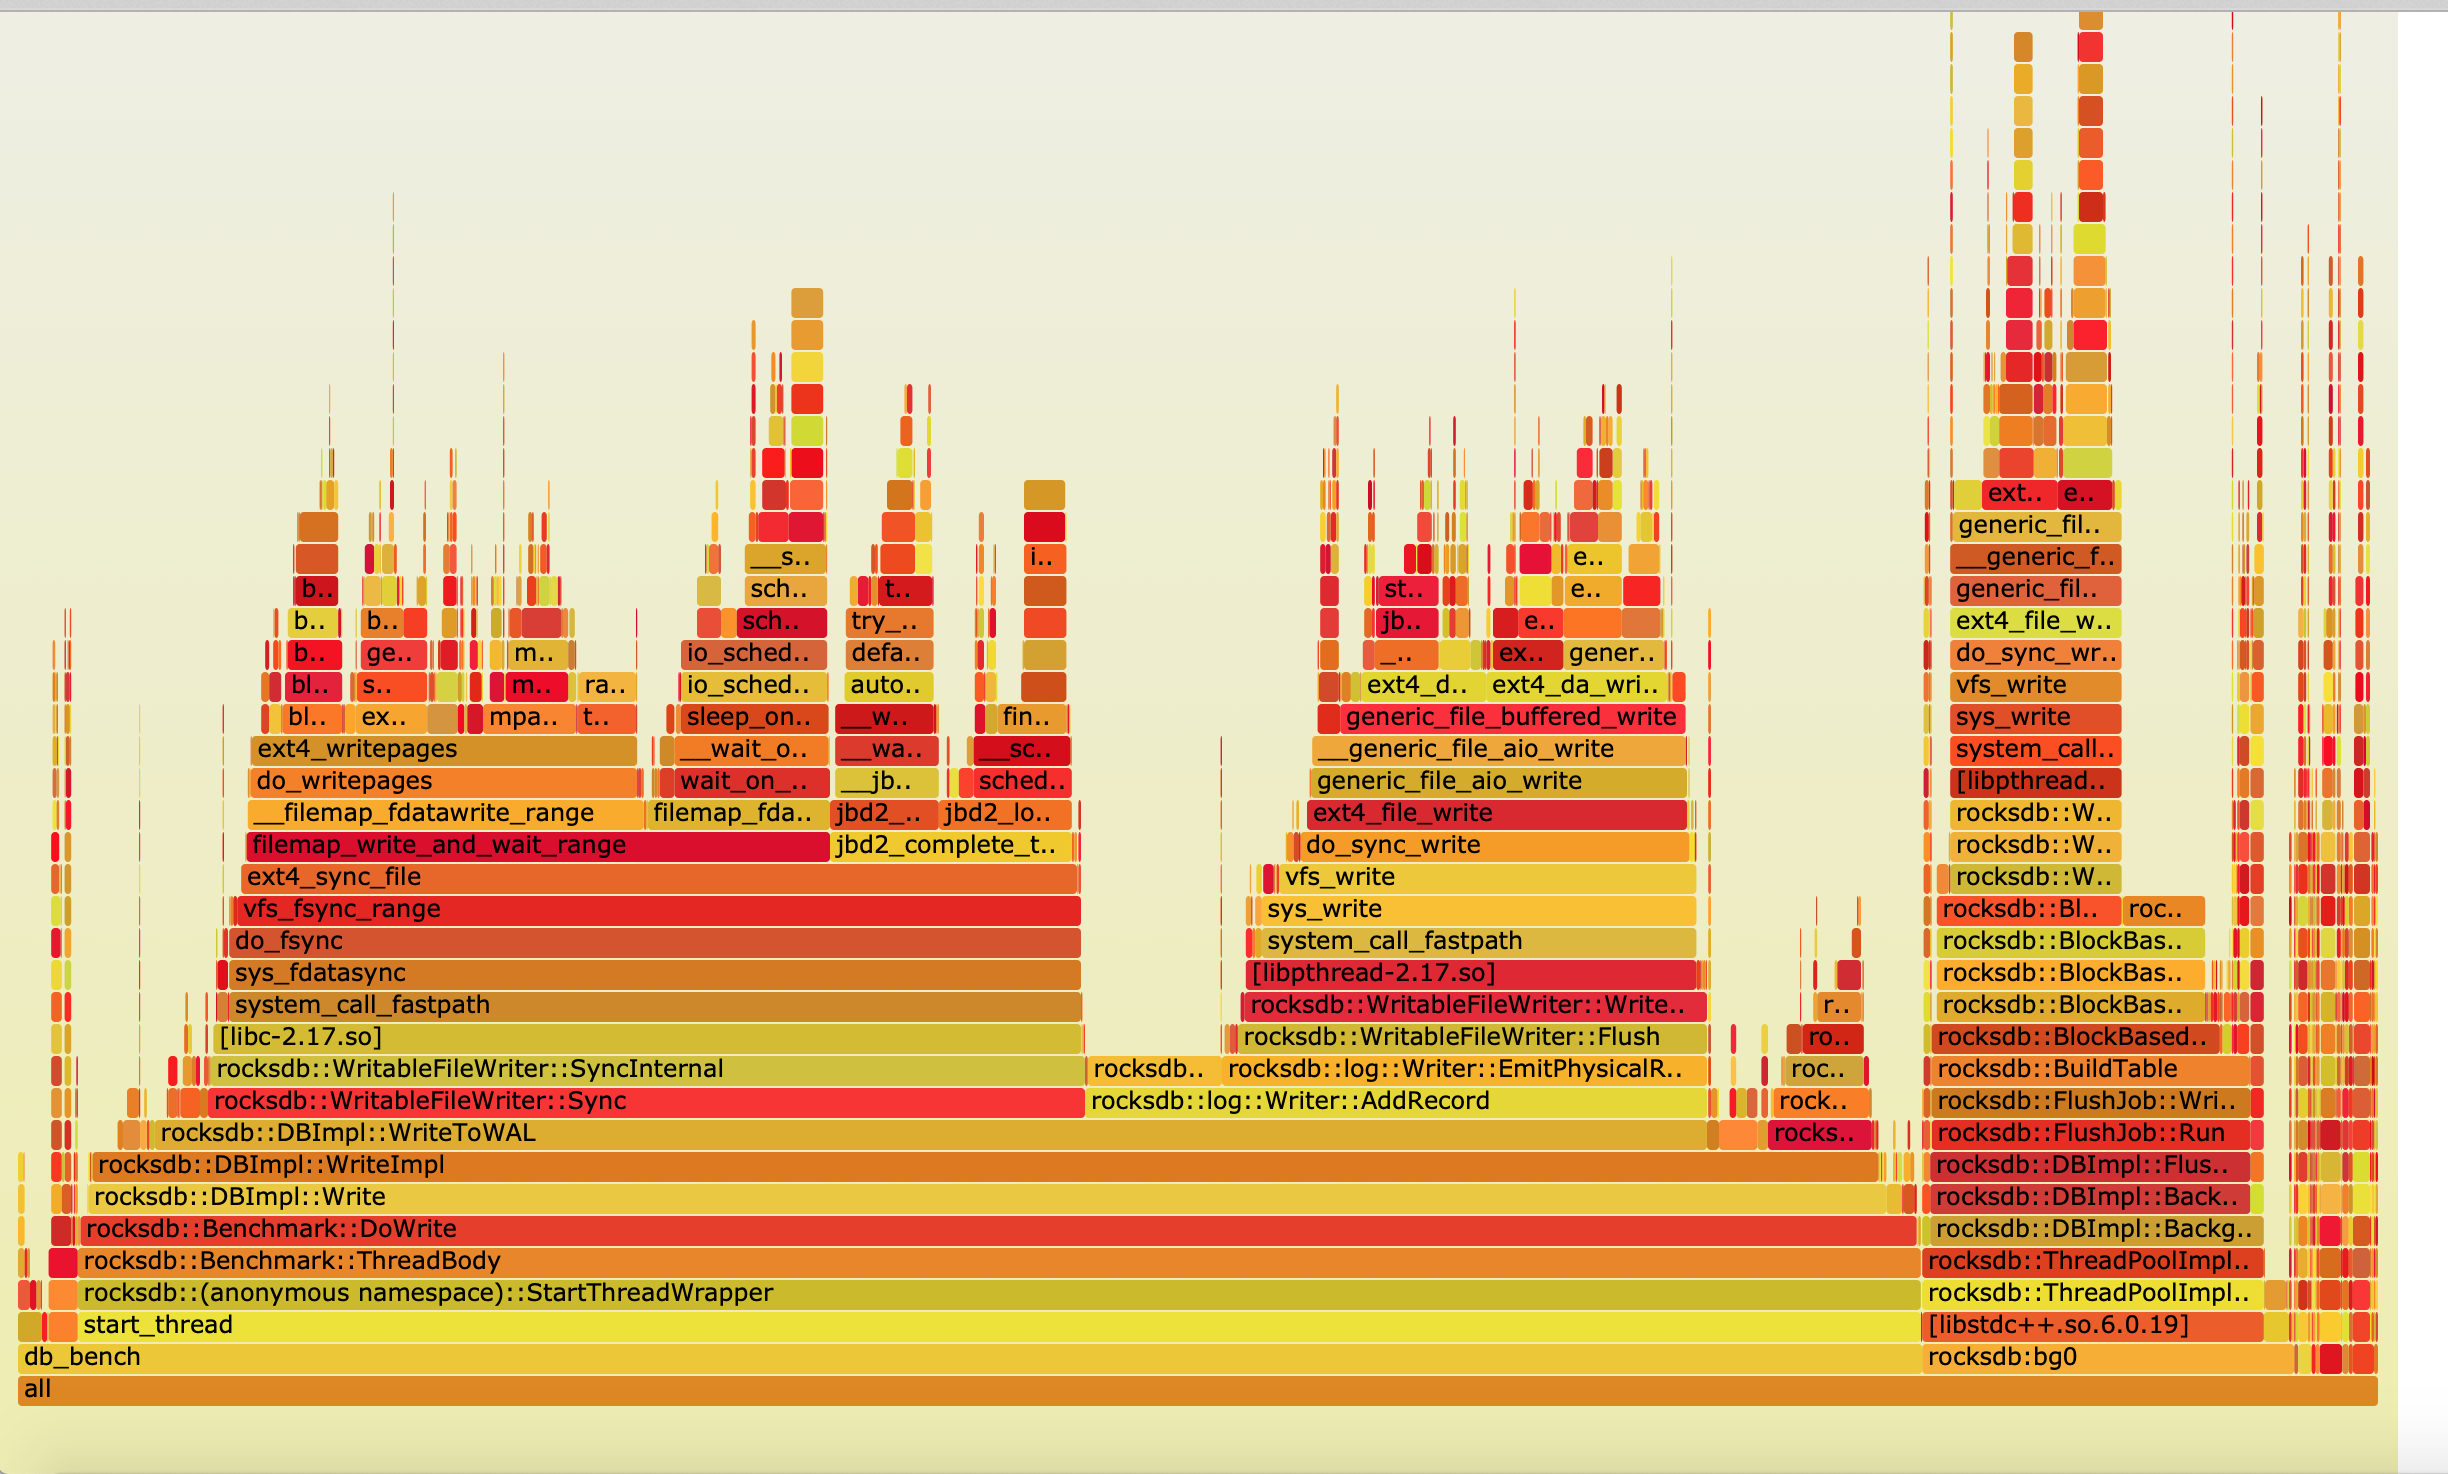 ext..
e..
generic_fil..
__s..
i..
e..
__generic_f..
b..
sch..
st..
t..
e..
generic_fil..
b..
b..
sch..
try_..
jb..
e..
ext4_file_w..
b..
ge..
m..
io_sched..
defa..
_..
ex..
gener..
do_sync_wr..
bl..
s..
m..
ra..
io_sched..
auto..
ext4_d..
ext4_da_wri..
vfs_write
bl..
ex..
mpa..
t..
sleep_on..
__w..
fin..
generic_file_buffered_write
sys_write
ext4_writepages
__wait_o..
__wa..
__sc..
__generic_file_aio_write
system_call..
do_writepages
wait_on_..
__jb..
sched..
generic_file_aio_write
[libpthread..
__filemap_fdatawrite_range
filemap_fda..
jbd2_..
jbd2_lo..
ext4_file_write
rocksdb::W..
filemap_write_and_wait_range
jbd2_complete_t..
do_sync_write
rocksdb::W..
ext4_sync_file
vfs_write
rocksdb::W..
vfs_fsync_range
sys_write
rocksdb::Bl..
roc..
do_fsync
system_call_fastpath
rocksdb::BlockBas..
sys_fdatasync
[libpthread-2.17.so]
rocksdb::BlockBas..
system_call_fastpath
rocksdb::WritableFileWriter::Write..
r..
rocksdb::BlockBas..
[libc-2.17.so]
rocksdb::WritableFileWriter::Flush
ro..
rocksdb::BlockBased..
rocksdb::WritableFileWriter::SyncInternal
rocksdb..
rocksdb::log::Writer::EmitPhysicalR..
roc..
rocksdb::BuildTable
rocksdb::WritableFileWriter::Sync
rocksdb::log::Writer::AddRecord
rock..
rocksdb::FlushJob::Wri..
rocksdb::DBImpl::WriteToWAL
rocks..
rocksdb::FlushJob::Run
rocksdb::DBImpl::WriteImpl
rocksdb::DBImpl::Flus..
rocksdb::DBImpl::Write
rocksdb::DBImpl::Back..
rocksdb::Benchmark::DoWrite
rocksdb::DBImpl::Backg..
rocksdb::Benchmark::ThreadBody
rocksdb::ThreadPoolImpl..
rocksdb::(anonymous namespace)::StartThreadWrapper
rocksdb::ThreadPoolImpl..
start_thread
[libstdc++.so.6.0.19]
db_bench
rocksdb:bg0
all